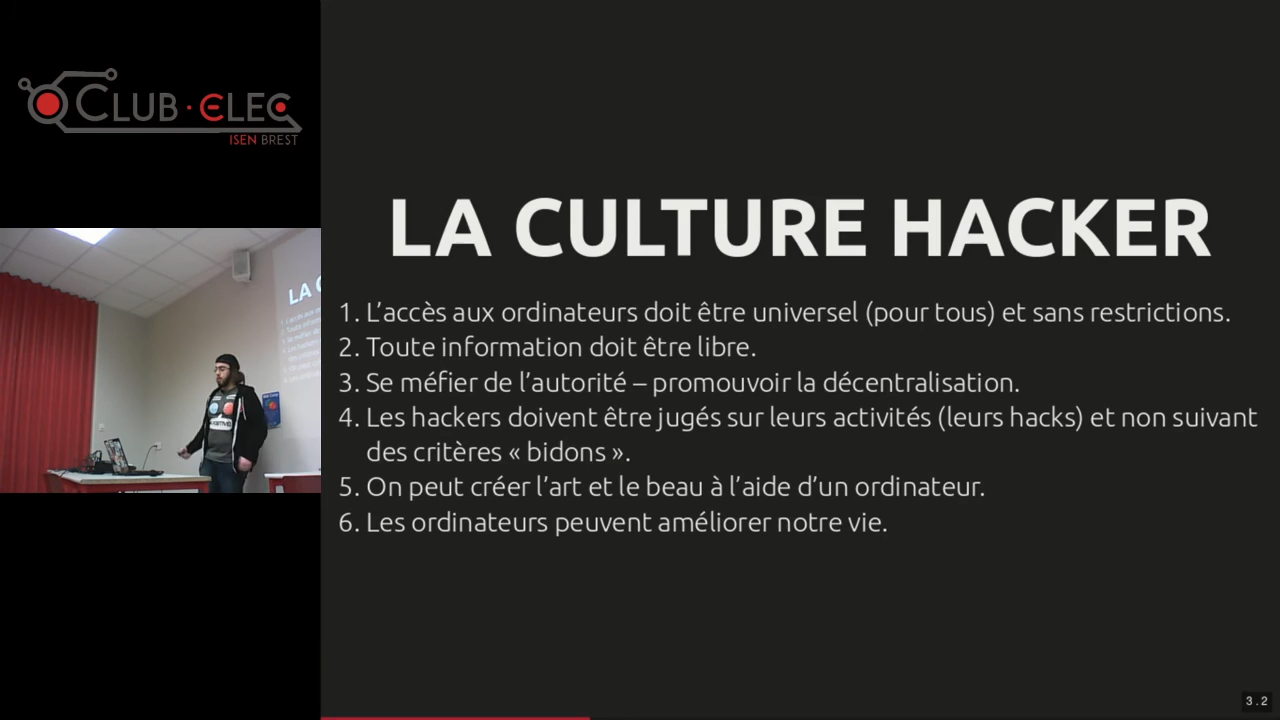 CLUB · ELEC
ISEN BREST
LA CULTURE HACKER
1. L’accès aux ordinateurs doit être universel (pour tous) et sans restrictions.
2. Toute information doit être libre.
3. Se méfier de l’autorité – promouvoir la décentralisation.
4. Les hackers doivent être jugés sur leurs activités (leurs hacks) et non suivant
des critères « bidons ».
5. On peut créer l’art et le beau à l’aide d’un ordinateur.
6. Les ordinateurs peuvent améliorer notre vie.
LA
3.2